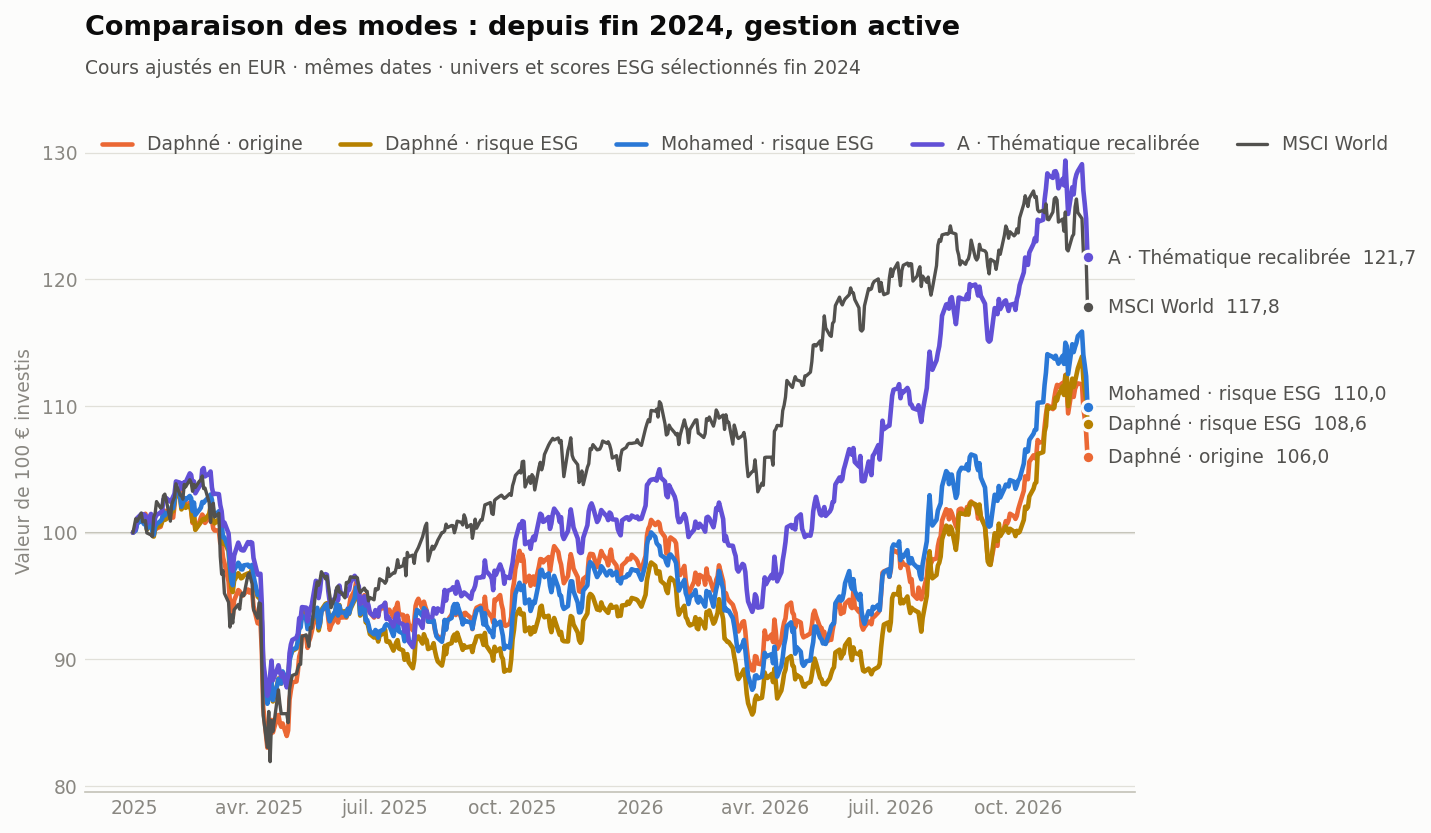 Comparaison des modes : depuis fin 2024, gestion active
Cours ajustés en EUR · mêmes dates · univers et scores ESG sélectionnés fin 2024
Daphné · origine
Daphné · risque ESG
Mohamed · risque ESG
A · Thématique recalibrée
MSCI World
130
120
110
100
90
80
Valeur de 100 € investis
A · Thématique recalibrée 121,7
MSCI World 117,8
Mohamed · risque ESG 110,0
Daphné · risque ESG 108,6
Daphné · origine 106,0
2025
avr. 2025
juil. 2025
oct. 2025
2026
avr. 2026
juil. 2026
oct. 2026